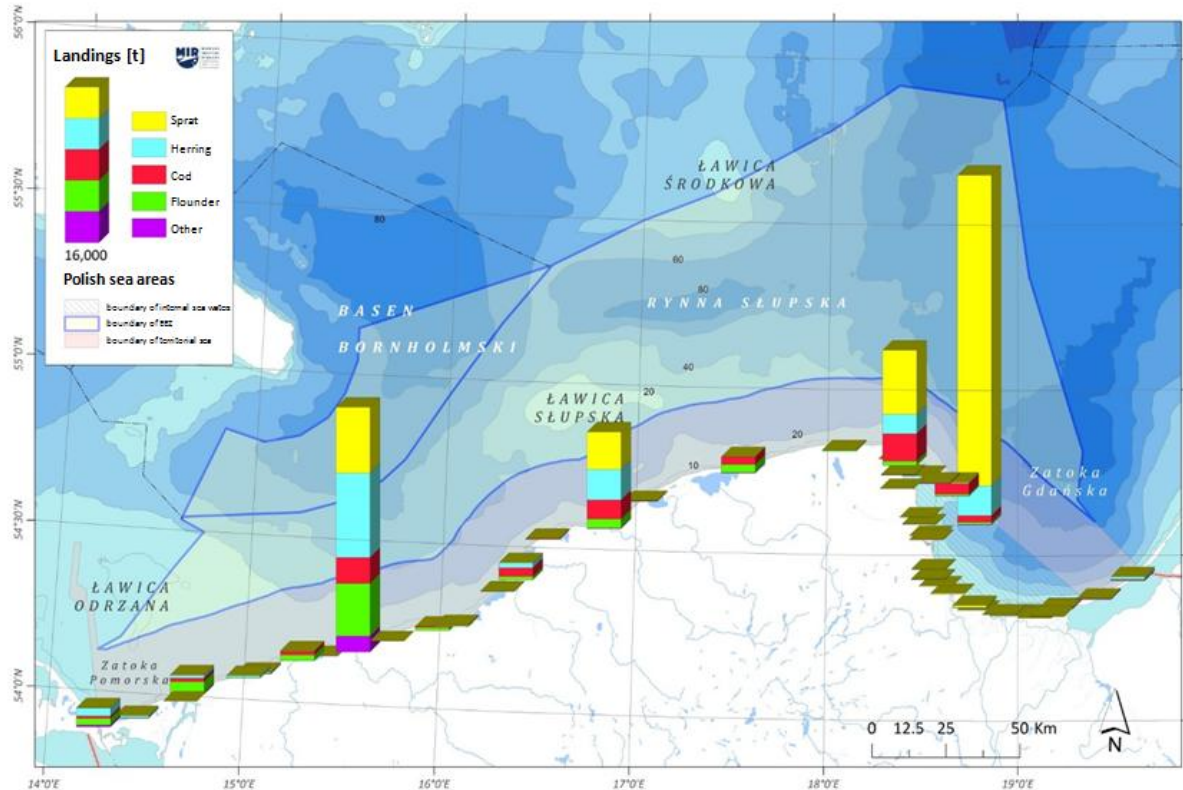 Landings [t]
MIR
Sprat
Herring
Cod
Flounder
Other
16,000
Polish sea areas
boundary of internal sea waters
boundary of EEZ
boundary of territorial sea
56°0'N
55°30'N
55°0'N
54°30'N
54°0'N
14°0'E
15°0'E
16°0'E
17°0'E
18°0'E
19°0'E
ŁAWICA
ŚRODKOWA
80
60
80
RYNNA SŁUPSKA
BASEN
BORNHOLMSKI
40
20
ŁAWICA
SŁUPSKA
20
10
Zatoka
Gdańska
ŁAWICA
ODRZANA
Zatoka
Pomorska
0 12.5 25 50 Km
N